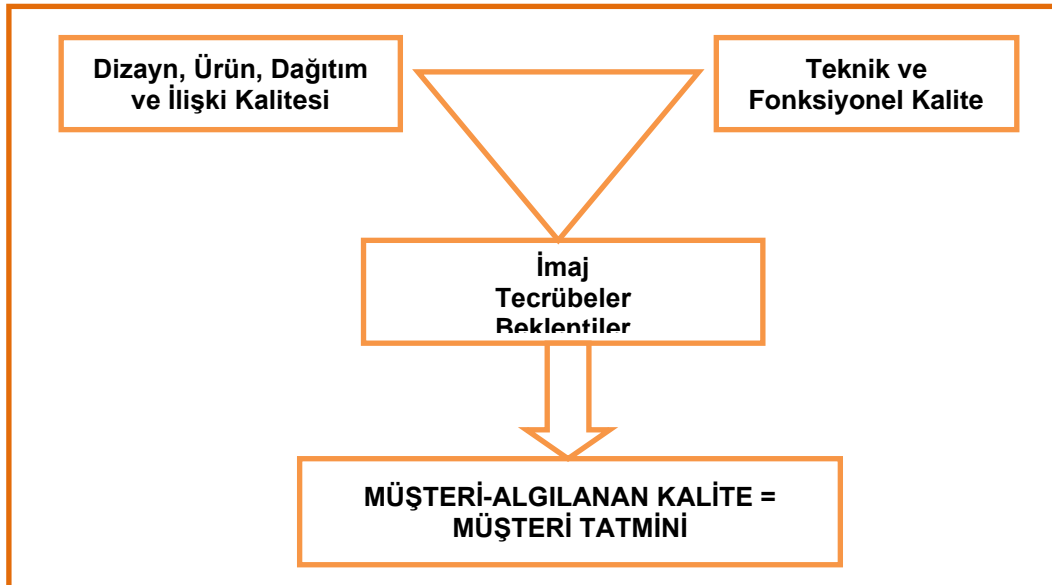 Dizayn, Ürün, Dağıtım
ve İlişki Kalitesi
Teknik ve
Fonksiyonel Kalite
İmaj
Tecrübeler
Beklentiler
MÜŞTERİ-ALGILANAN KALİTE =
MÜŞTERİ TATMİNİ